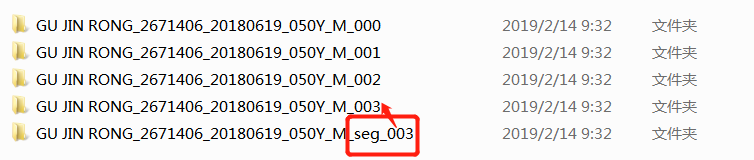 GU JIN RONG_2671406_20180619_050Y_M_000 2019/2/14 9:32 文件夹
GU JIN RONG_2671406_20180619_050Y_M_001 2019/2/14 9:32 文件夹
GU JIN RONG_2671406_20180619_050Y_M_002 2019/2/14 9:32 文件夹
GU JIN RONG_2671406_20180619_050Y_M_003 2019/2/14 9:32 文件夹
GU JIN RONG_2671406_20180619_050Y_M_seg_003 2019/2/14 9:32 文件夹